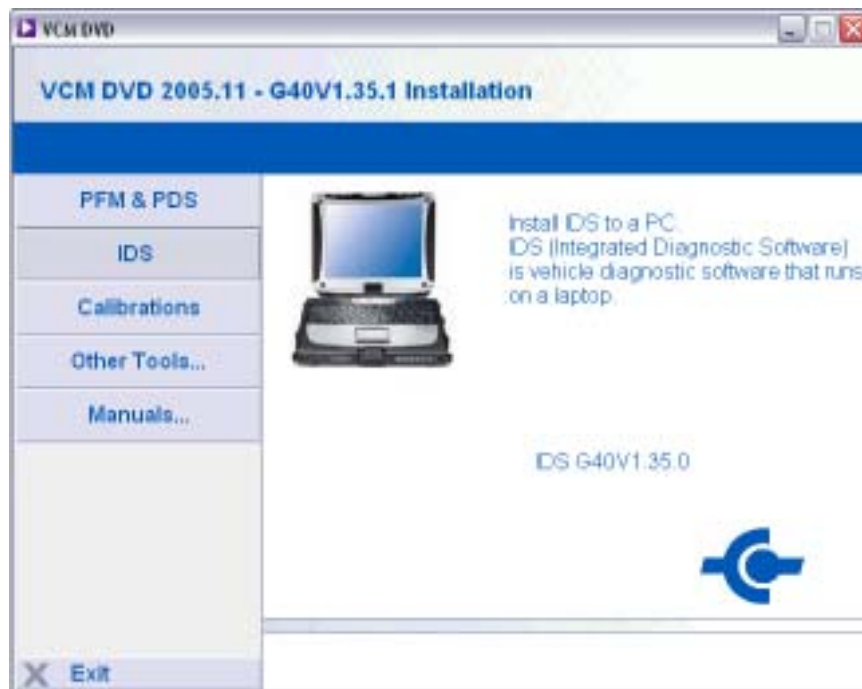 VCM DVD
VCM DVD 2005.11 - G40V1.35.1 Installation
PFM & PDS
IDS
Calibrations
Other Tools...
Manuals...
Exit
Install IDS to a PC.
IDS (Integrated Diagnostic Software)
is vehicle diagnostic software that runs
on a laptop.
IDS G40V1.35.0